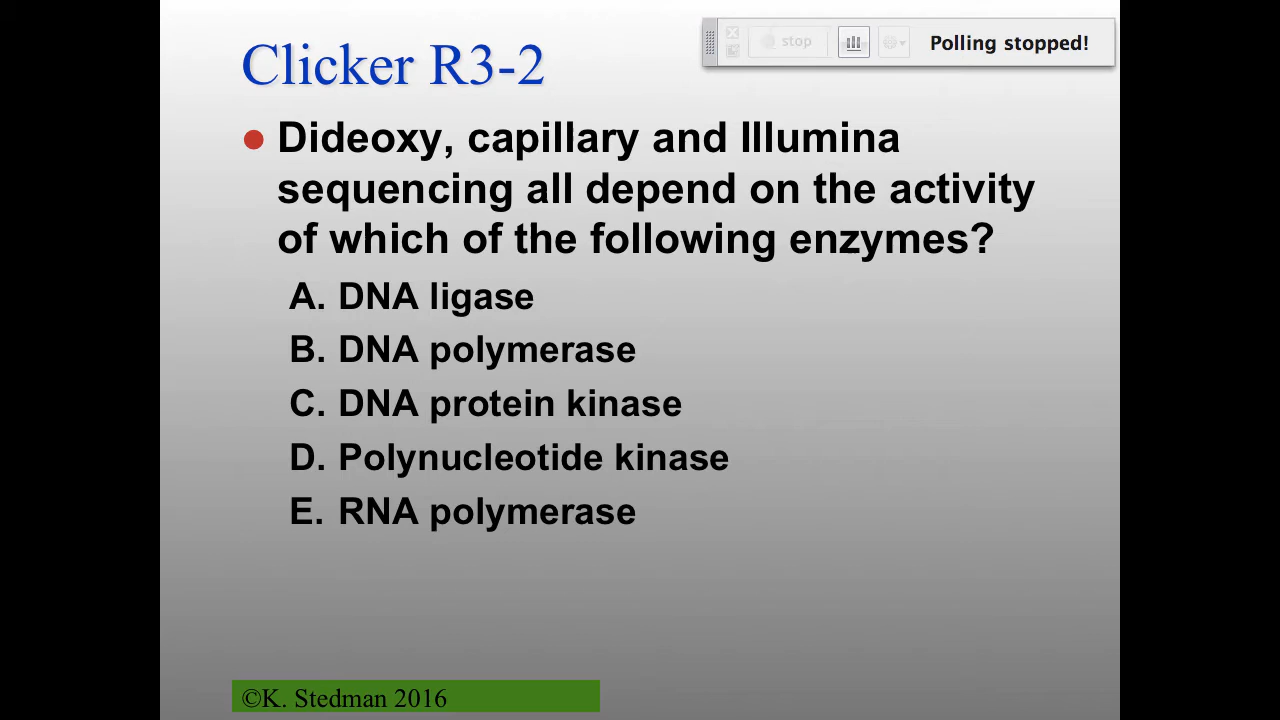 Clicker R3-2
stop
Polling stopped!
Dideoxy, capillary and Illumina
sequencing all depend on the activity
of which of the following enzymes?
A. DNA ligase
B. DNA polymerase
C. DNA protein kinase
D. Polynucleotide kinase
E. RNA polymerase
©K. Stedman 2016